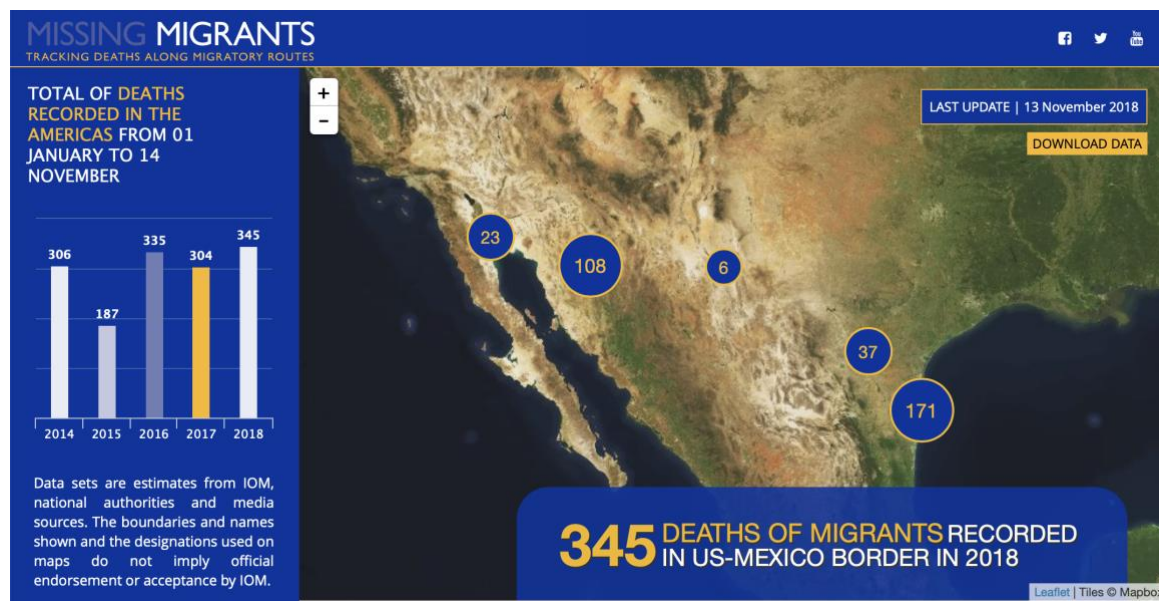 MISSING MIGRANTS
TRACKING DEATHS ALONG MIGRATORY ROUTES
You
Tube
TOTAL OF DEATHS
RECORDED IN THE
AMERICAS FROM 01
JANUARY TO 14
NOVEMBER
+
−
LAST UPDATE | 13 November 2018
DOWNLOAD DATA
306
187
335
304
345
2014 2015 2016 2017 2018
23
108
6
37
171
Data sets are estimates from IOM,
national authorities and media
sources. The boundaries and names
shown and the designations used on
maps do not imply official
endorsement or acceptance by IOM.
345 DEATHS OF MIGRANTS RECORDED
IN US-MEXICO BORDER IN 2018
Leaflet | Tiles © Mapbo